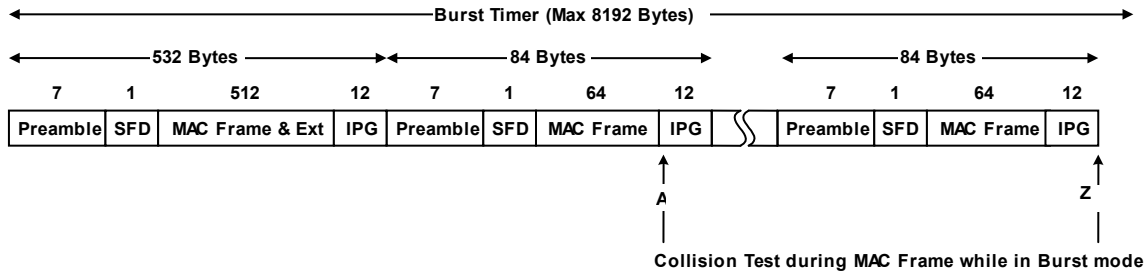 Burst Timer (Max 8192 Bytes)
532 Bytes 84 Bytes 84 Bytes
7 1 512 12 7 1 64 12 7 1 64 12
Preamble SFD MAC Frame & Ext IPG Preamble SFD MAC Frame IPG Preamble SFD MAC Frame IPG
A Z
Collision Test during MAC Frame while in Burst mode